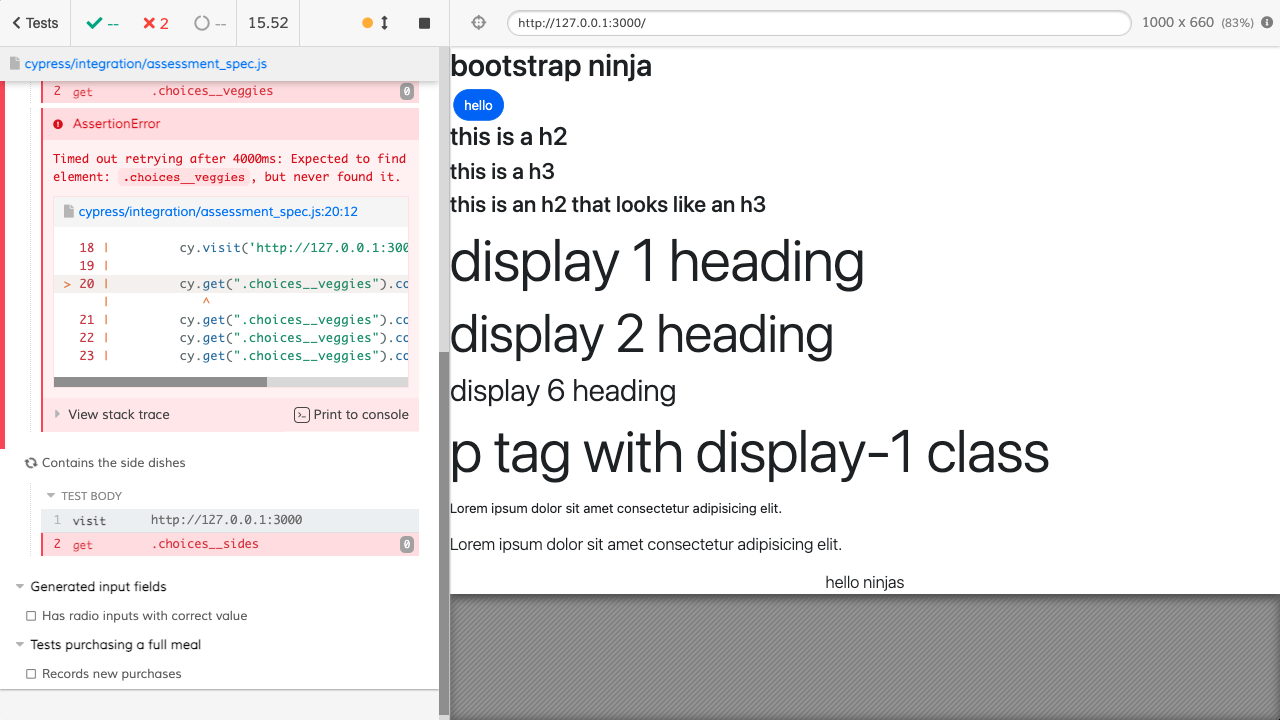 Tests
--
2
--
15.52
http://127.0.0.1:3000/
1000 x 660 (83%)
cypress/integration/assessment_spec.js
2 get .choices__veggies 0
AssertionError
Timed out retrying after 4000ms: Expected to find
element: .choices__veggies, but never found it.
cypress/integration/assessment_spec.js:20:12
18 | cy.visit('http://127.0.0.1:300
19 |
> 20 | cy.get(".choices__veggies").co
| ^
21 | cy.get(".choices__veggies").co
22 | cy.get(".choices__veggies").co
23 | cy.get(".choices__veggies").co
View stack trace
Print to console
Contains the side dishes
TEST BODY
1 visit http://127.0.0.1:3000
2 get .choices__sides 0
Generated input fields
Has radio inputs with correct value
Tests purchasing a full meal
Records new purchases
bootstrap ninja
hello
this is a h2
this is a h3
this is an h2 that looks like an h3
display 1 heading
display 2 heading
display 6 heading
p tag with display-1 class
Lorem ipsum dolor sit amet consectetur adipisicing elit.
Lorem ipsum dolor sit amet consectetur adipisicing elit.
hello ninjas